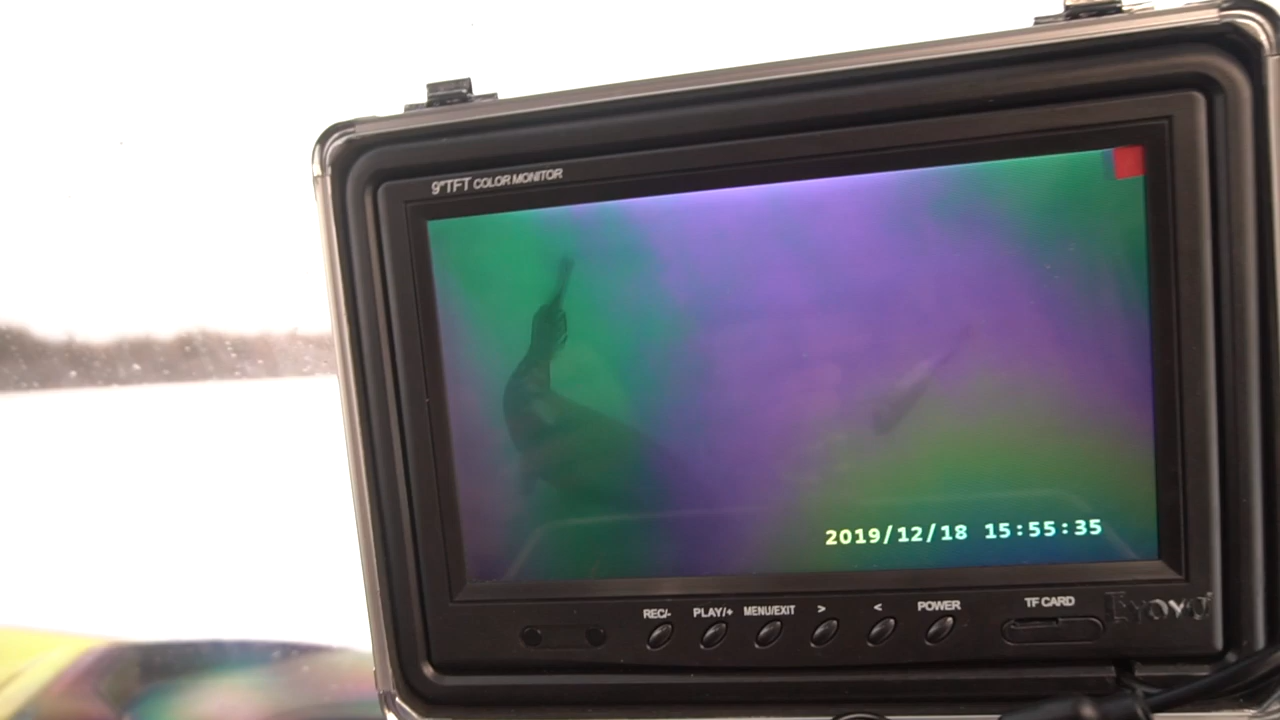 9"TFT COLOR MONITOR
2019/12/18 15:55:35
REC/- PLAY/+ MENU/EXIT > < POWER TF CARD
Eyoyo